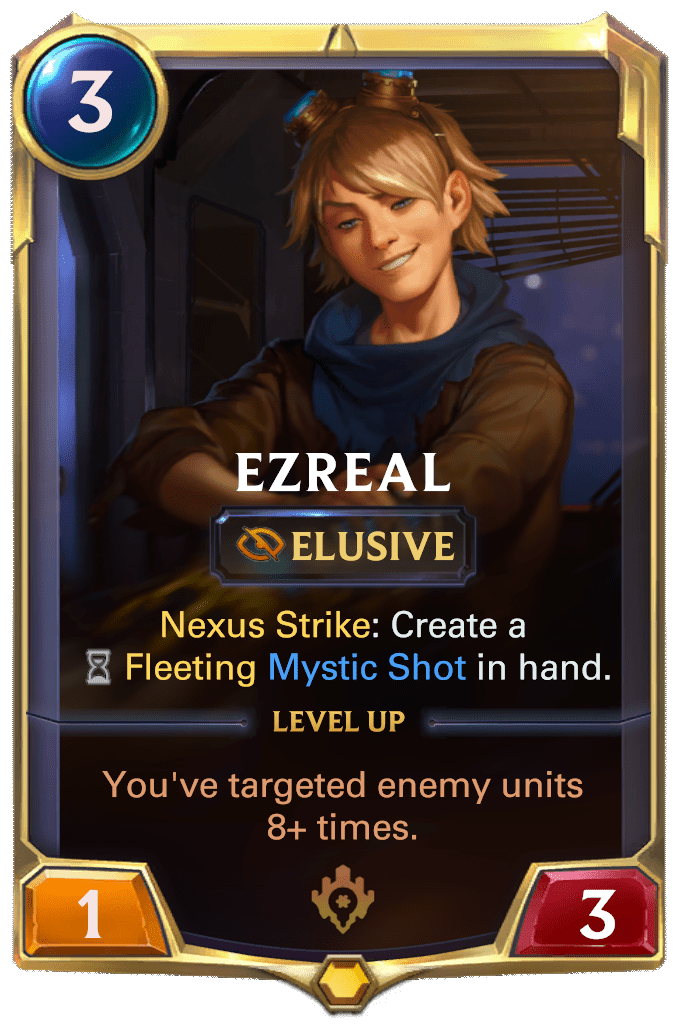 3
EZREAL
ELUSIVE
Nexus Strike: Create a
Fleeting Mystic Shot in hand.
LEVEL UP
You've targeted enemy units
8+ times.
1
3